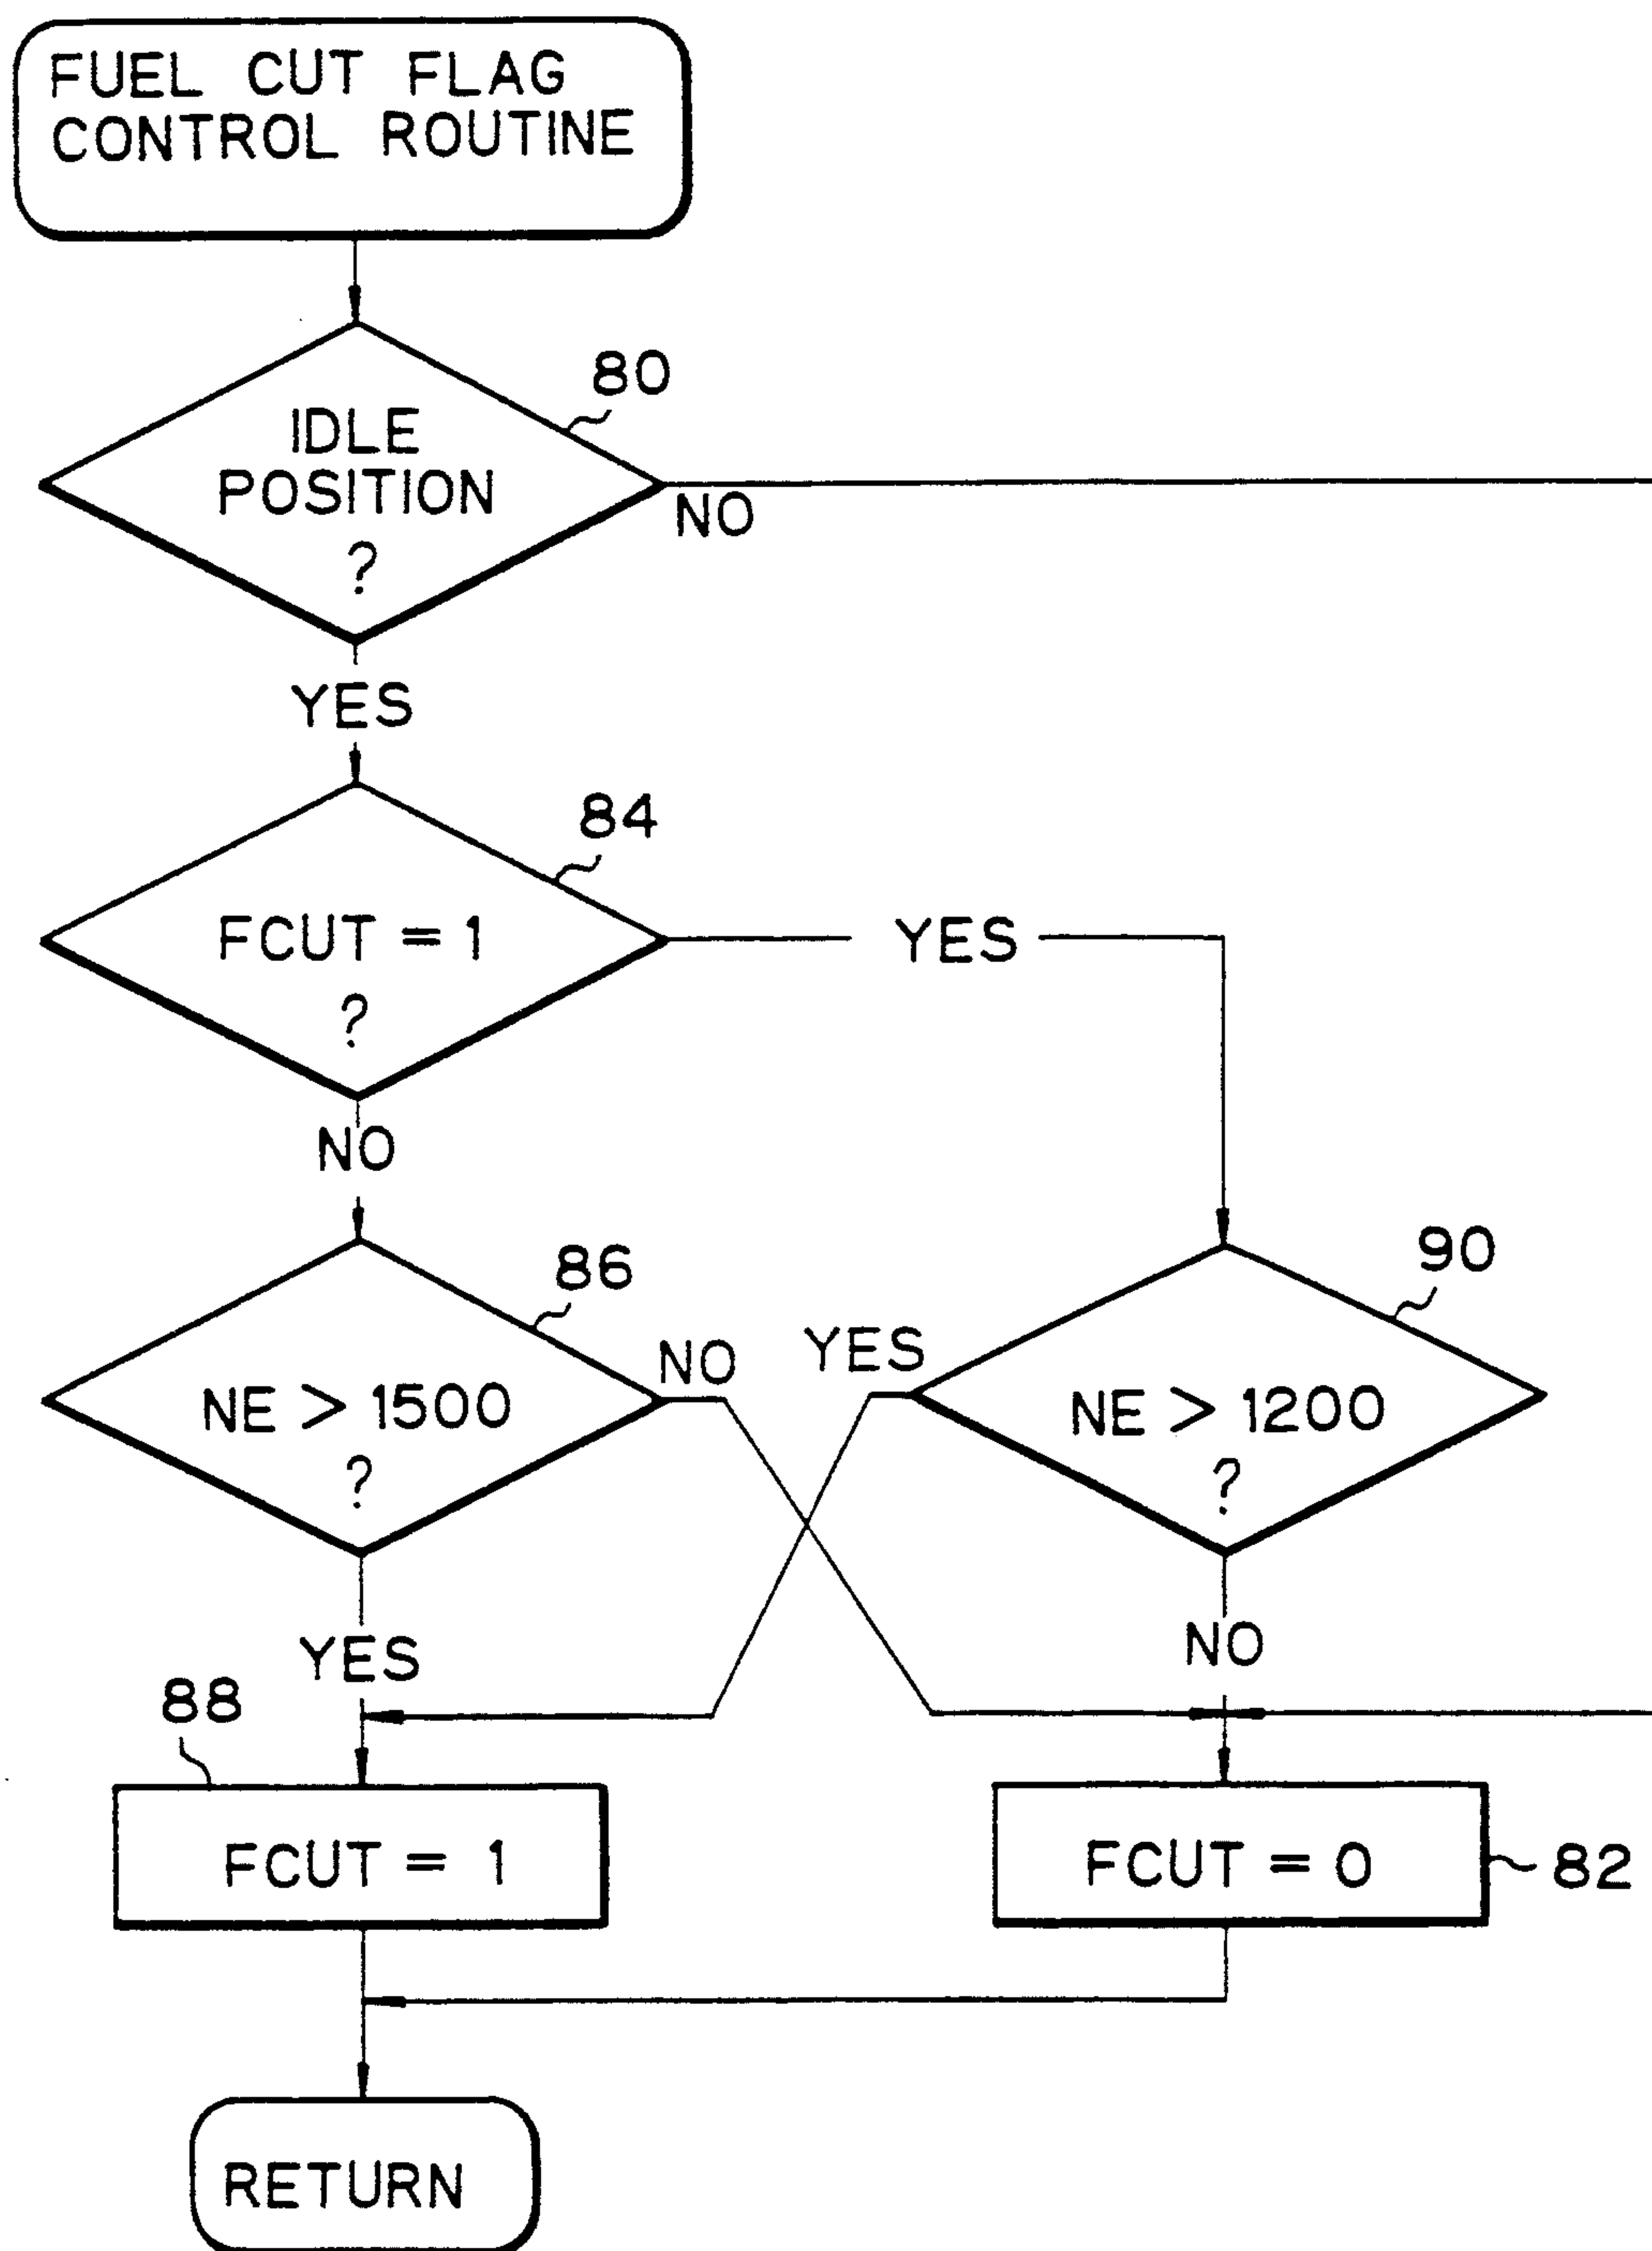 FUEL CUT FLAG
CONTROL ROUTINE
80
IDLE
POSITION
?
NO
YES
84
FCUT = 1
?
YES
NO
86
90
NO
YES
NE > 1500
?
NE > 1200
?
YES
NO
88
FCUT = 1
FCUT = 0
82
RETURN